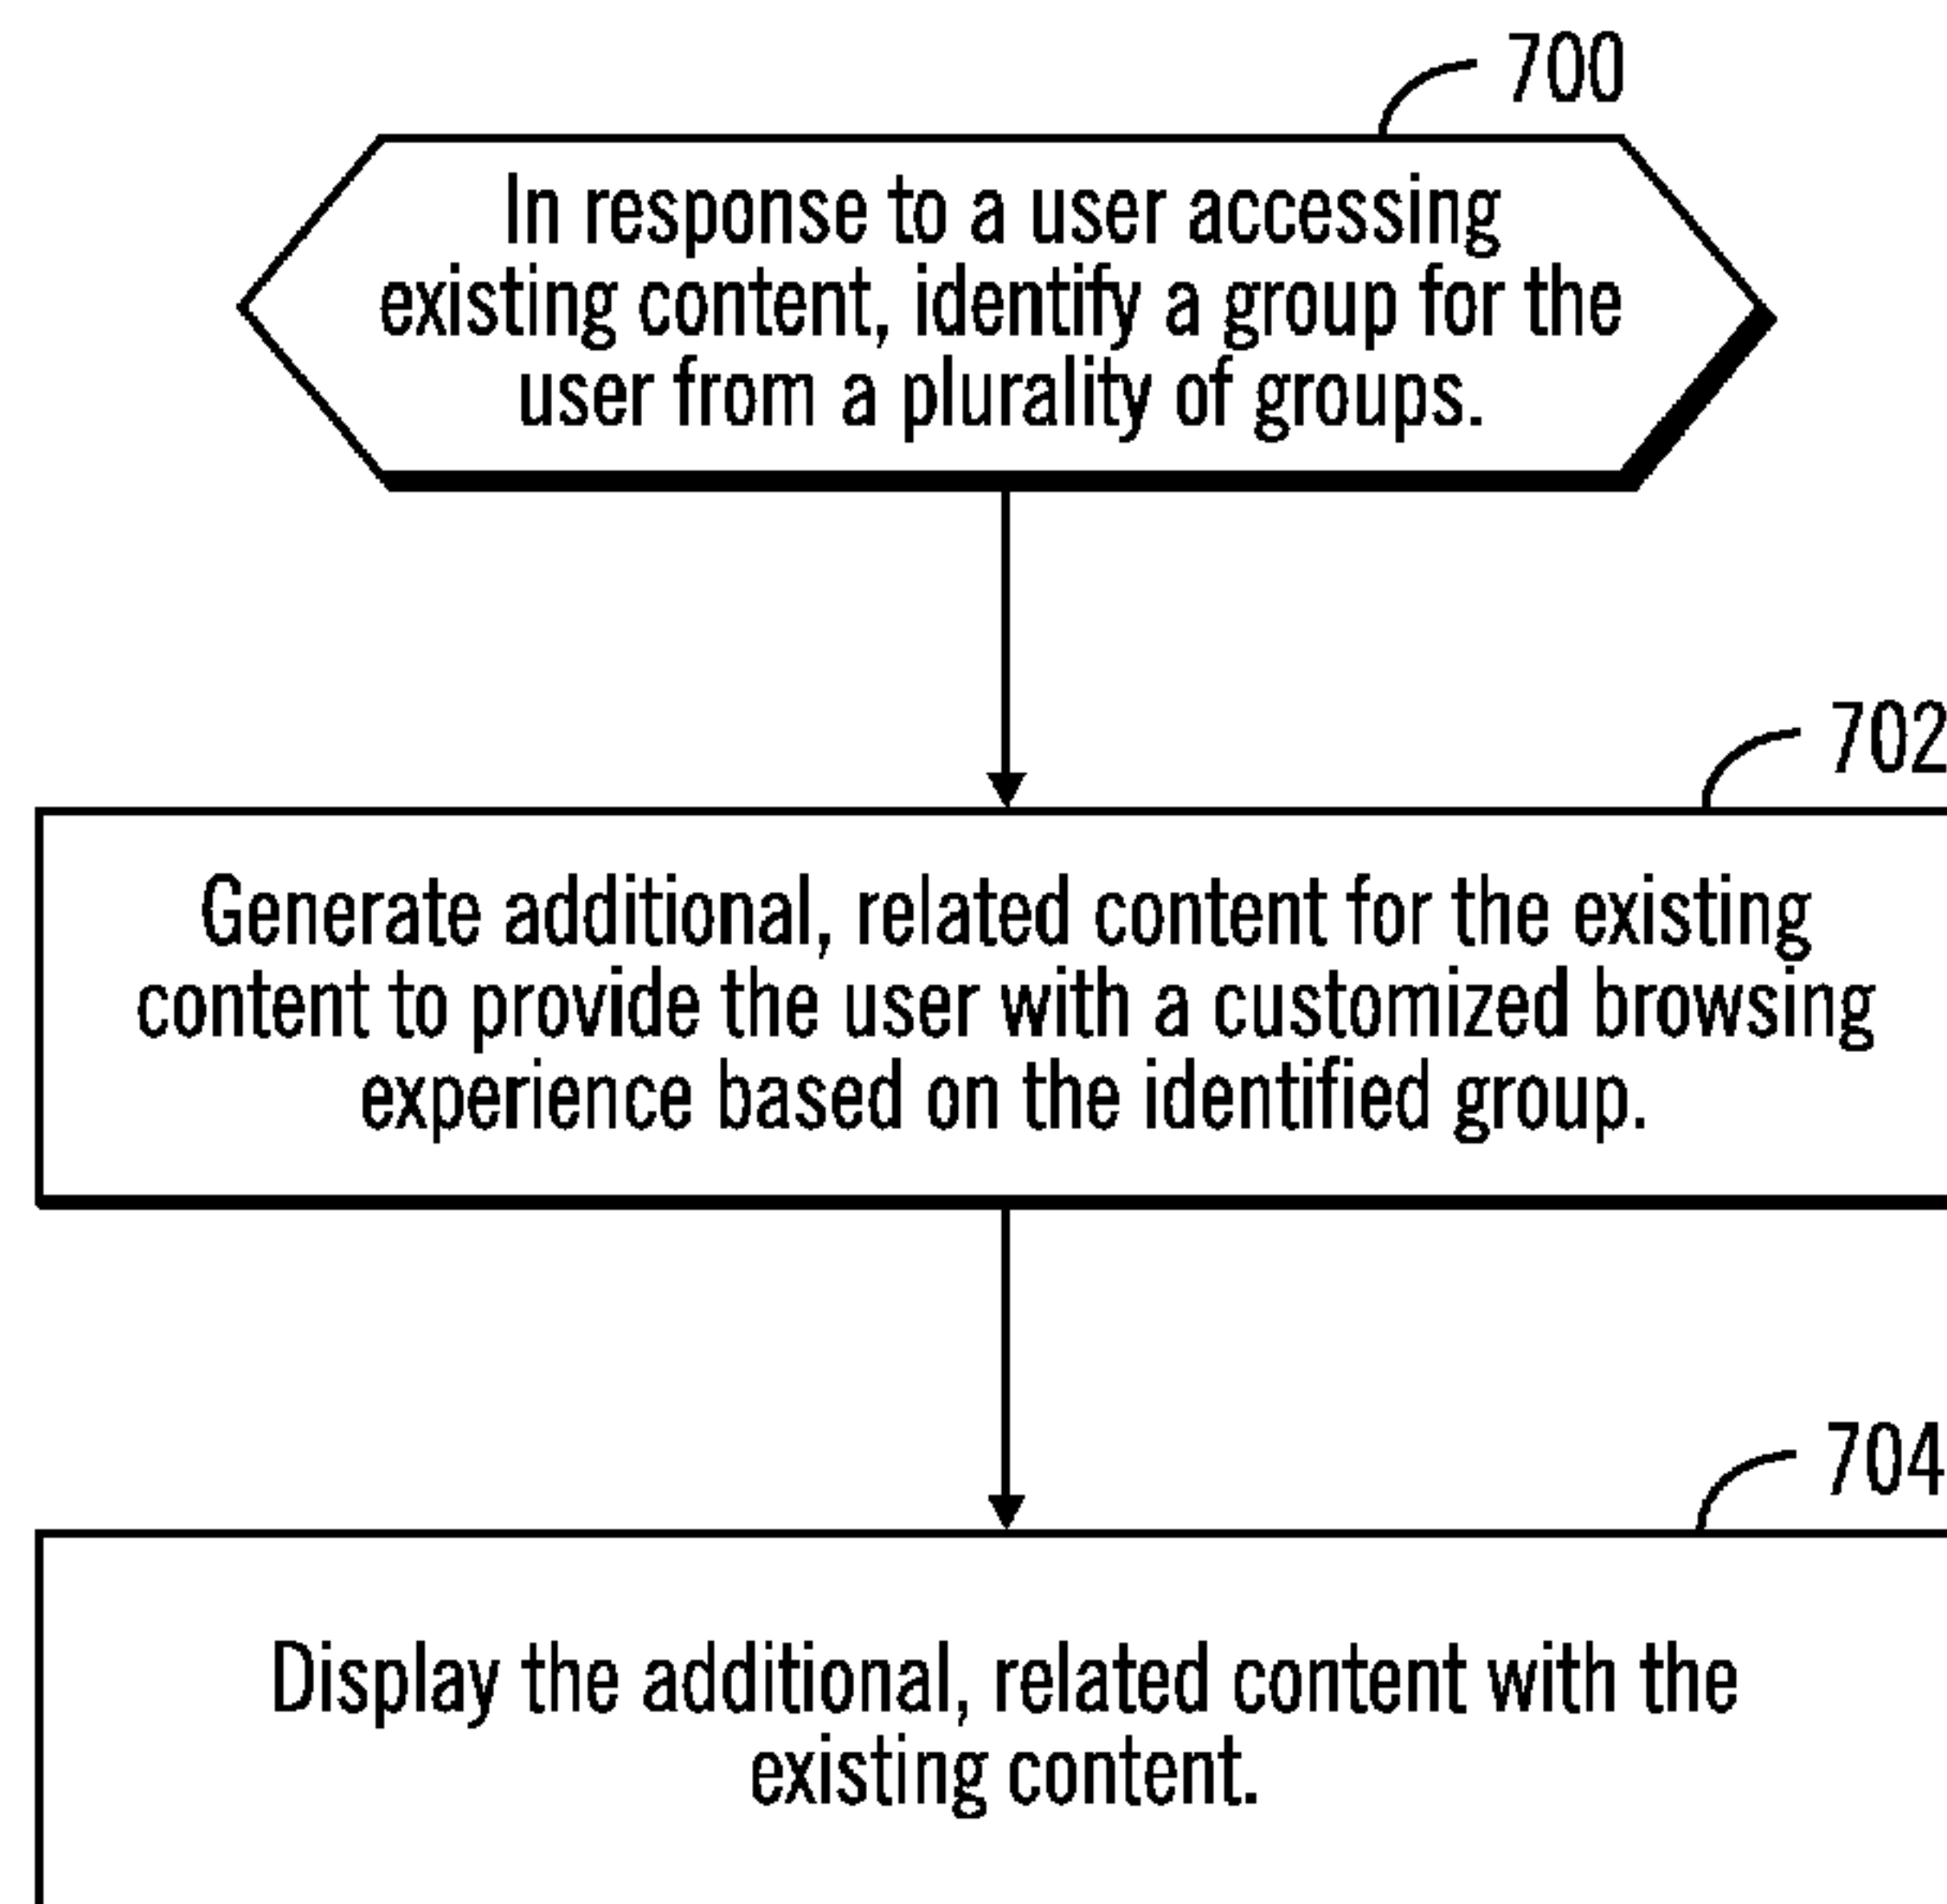 700
In response to a user accessing
existing content, identify a group for the
user from a plurality of groups.
702
Generate additional, related content for the existing
content to provide the user with a customized browsing
experience based on the identified group.
704
Display the additional, related content with the
existing content.